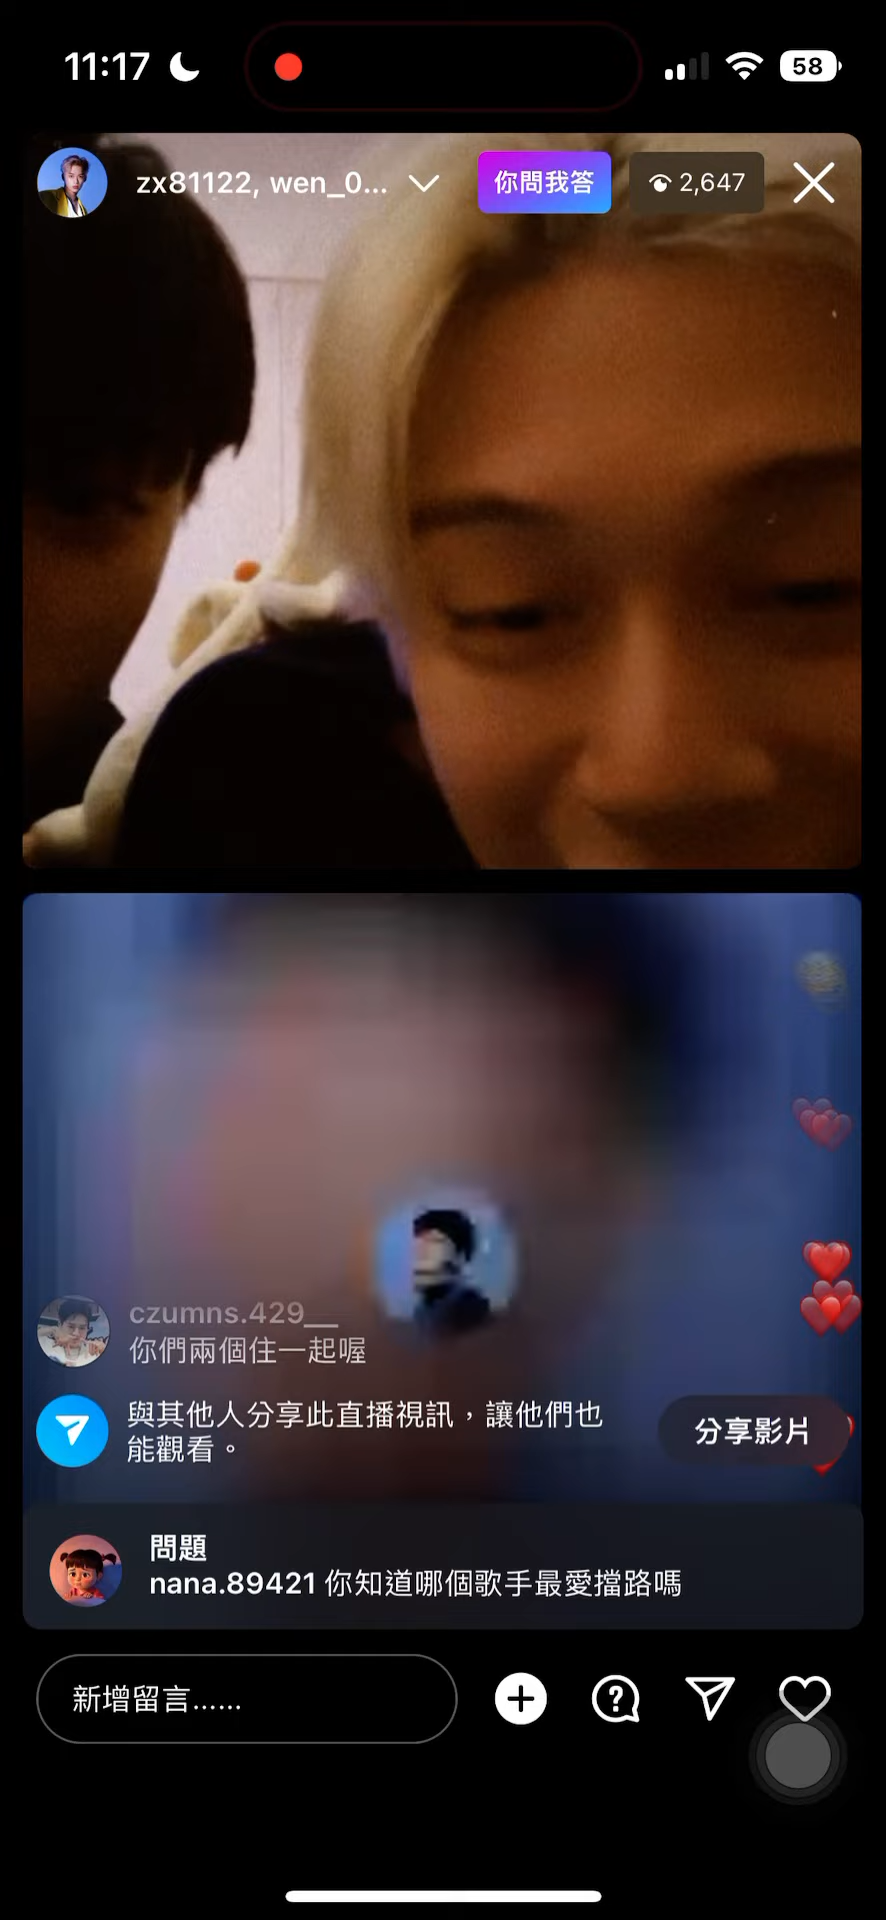 11:17
58
zx81122, wen_0...
你問我答
2,647
czumns.429__
你們兩個住一起喔
與其他人分享此直播視訊，讓他們也
能觀看。
分享影片
問題
nana.89421 你知道哪個歌手最愛擋路嗎
新增留言......